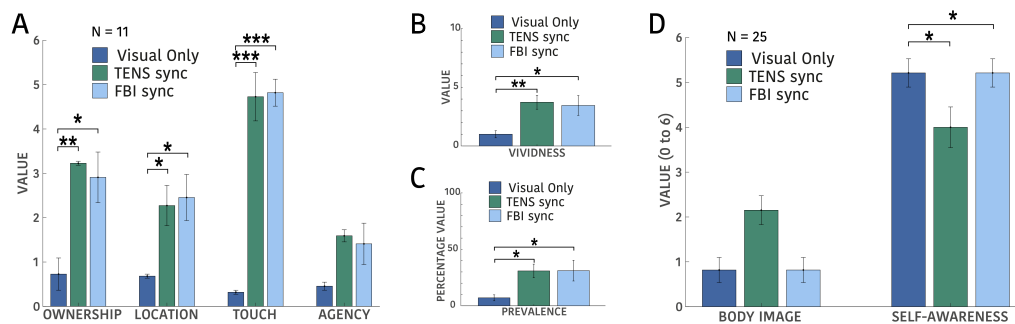 A
N = 11
Visual Only
TENS sync
FBI sync
VALUE
6
5
4
3
2
1
0
* ** * * *** ***
OWNERSHIP LOCATION TOUCH AGENCY
B
Visual Only
TENS sync
FBI sync
VALUE
10
5
0
*
**
VIVIDNESS
C
Visual Only
TENS sync
FBI sync
PERCENTAGE VALUE
100
50
0
*
*
PREVALENCE
D
N = 25
Visual Only
TENS sync
FBI sync
VALUE (0 to 6)
6
5
4
3
2
1
0
*
*
BODY IMAGE SELF-AWARENESS